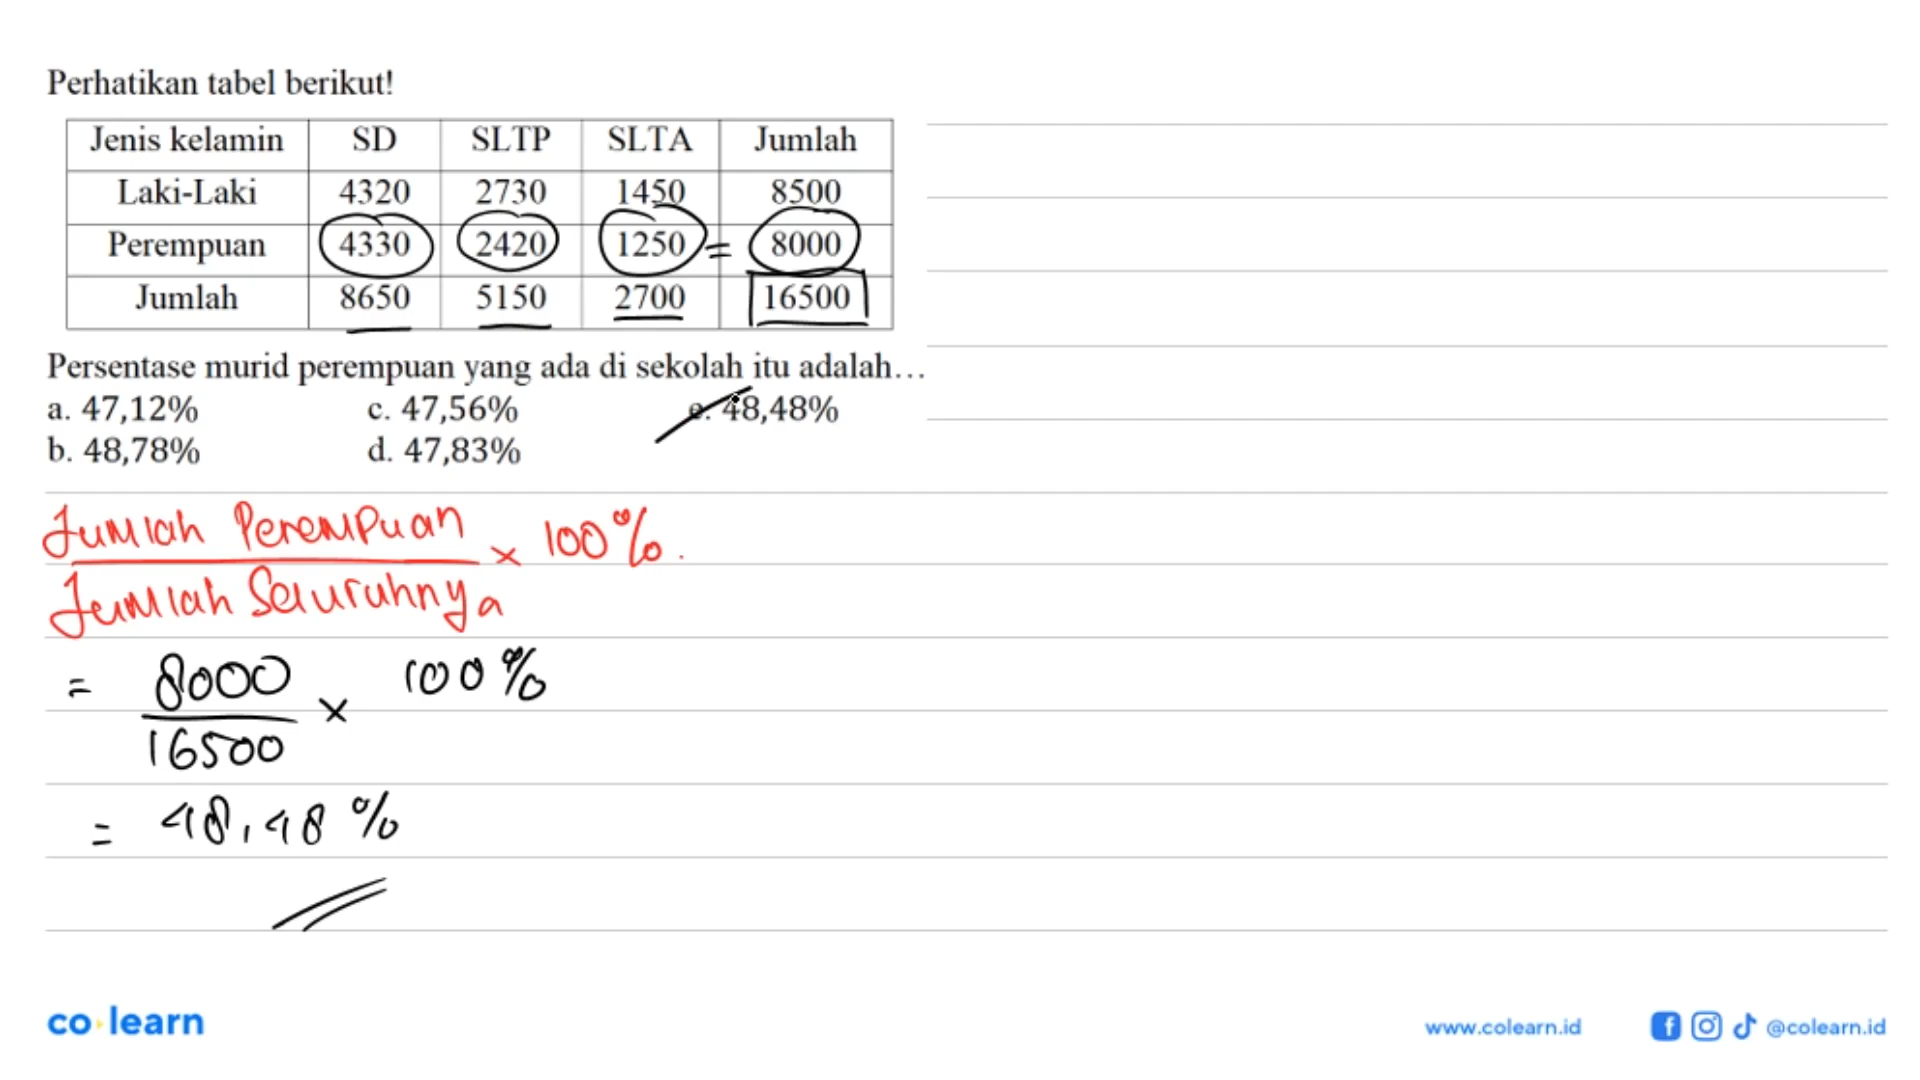 Perhatikan tabel berikut!
Jenis kelamin SD SLTP SLTA Jumlah
Laki-Laki 4320 2730 1450 8500
Perempuan 4330 2420 1250 = 8000
Jumlah 8650 5150 2700 16500
Persentase murid perempuan yang ada di sekolah itu adalah...
a. 47,12% c. 47,56% e. 48,48%
b. 48,78% d. 47,83%
Jumlah Perempuan
× 100%.
Jumlah Seluruhnya
= 8000 × 100%
16500
= 48,48%
co learn
www.colearn.id @colearn.id